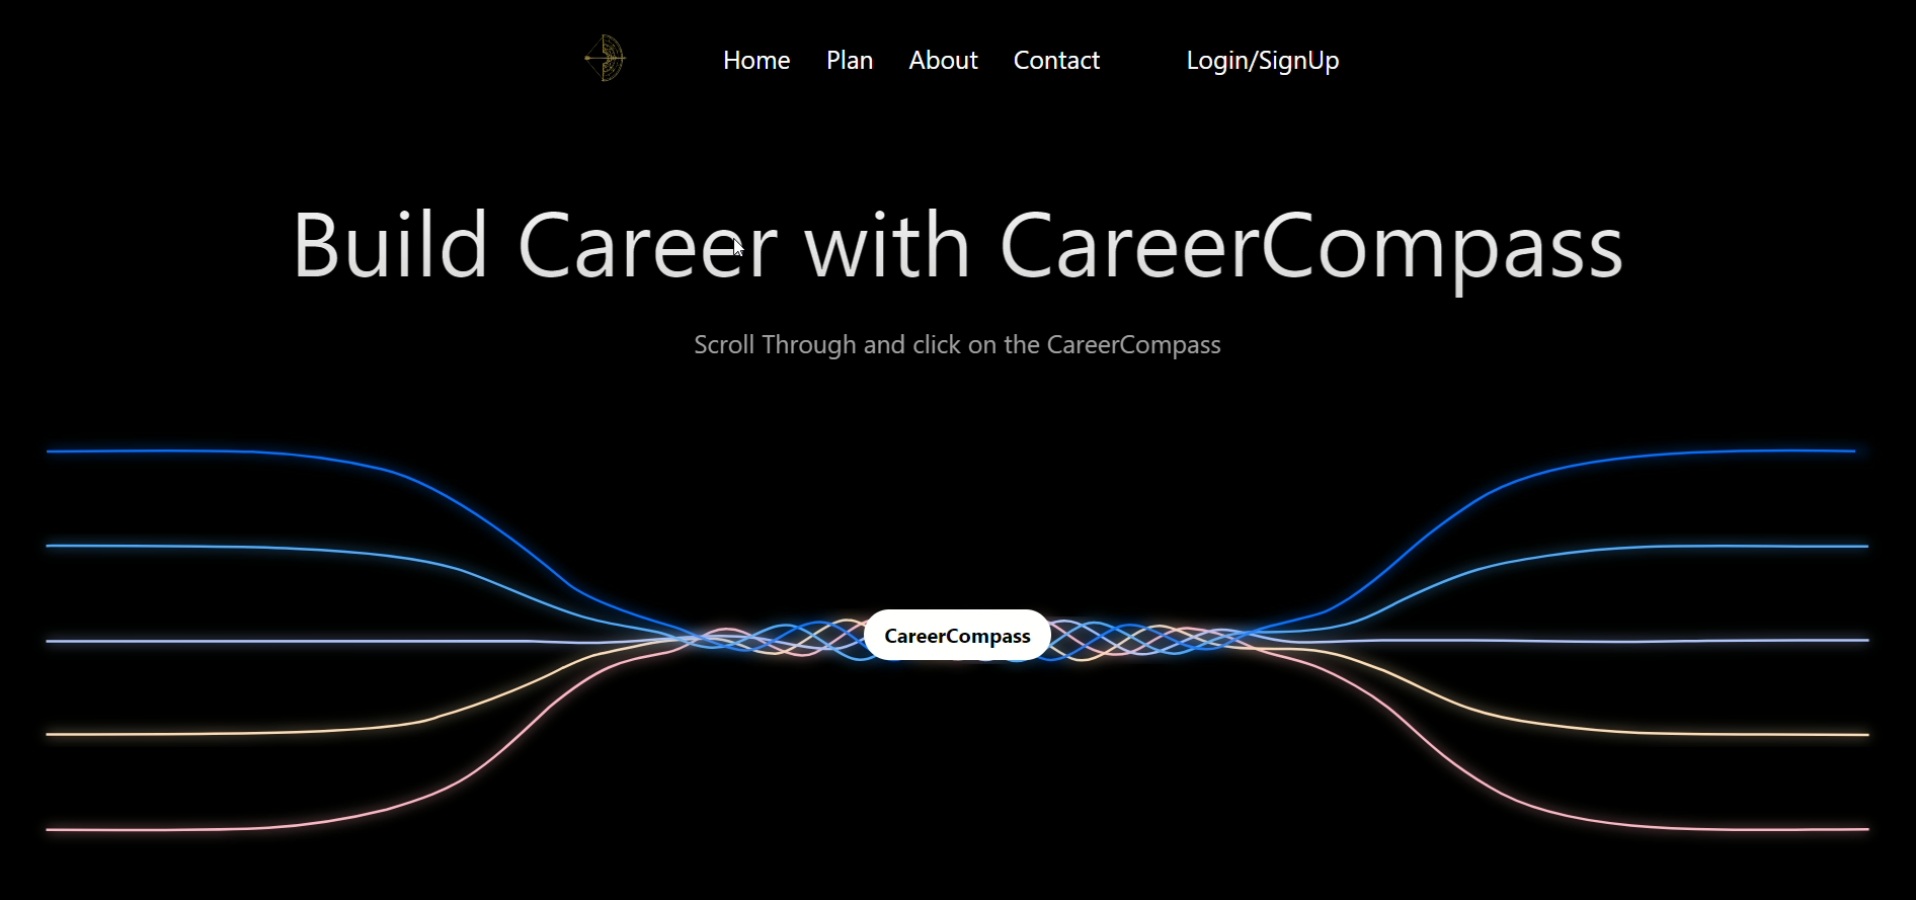 Home Plan About Contact Login/SignUp
Build Career with CareerCompass
Scroll Through and click on the CareerCompass
CareerCompass